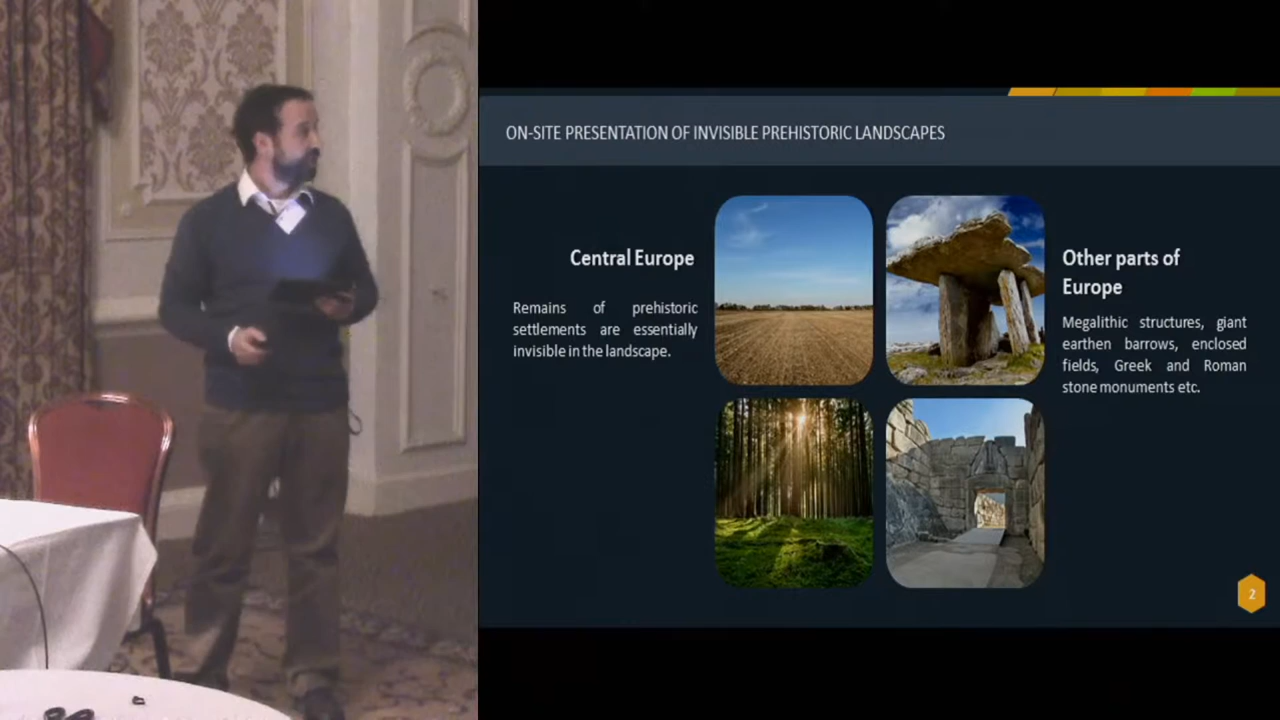 ON-SITE PRESENTATION OF INVISIBLE PREHISTORIC LANDSCAPES
Central Europe
Remains of prehistoric
settlements are essentially
invisible in the landscape.
Other parts of
Europe
Megalithic structures, giant
earthen barrows, enclosed
fields, Greek and Roman
stone monuments etc.
2